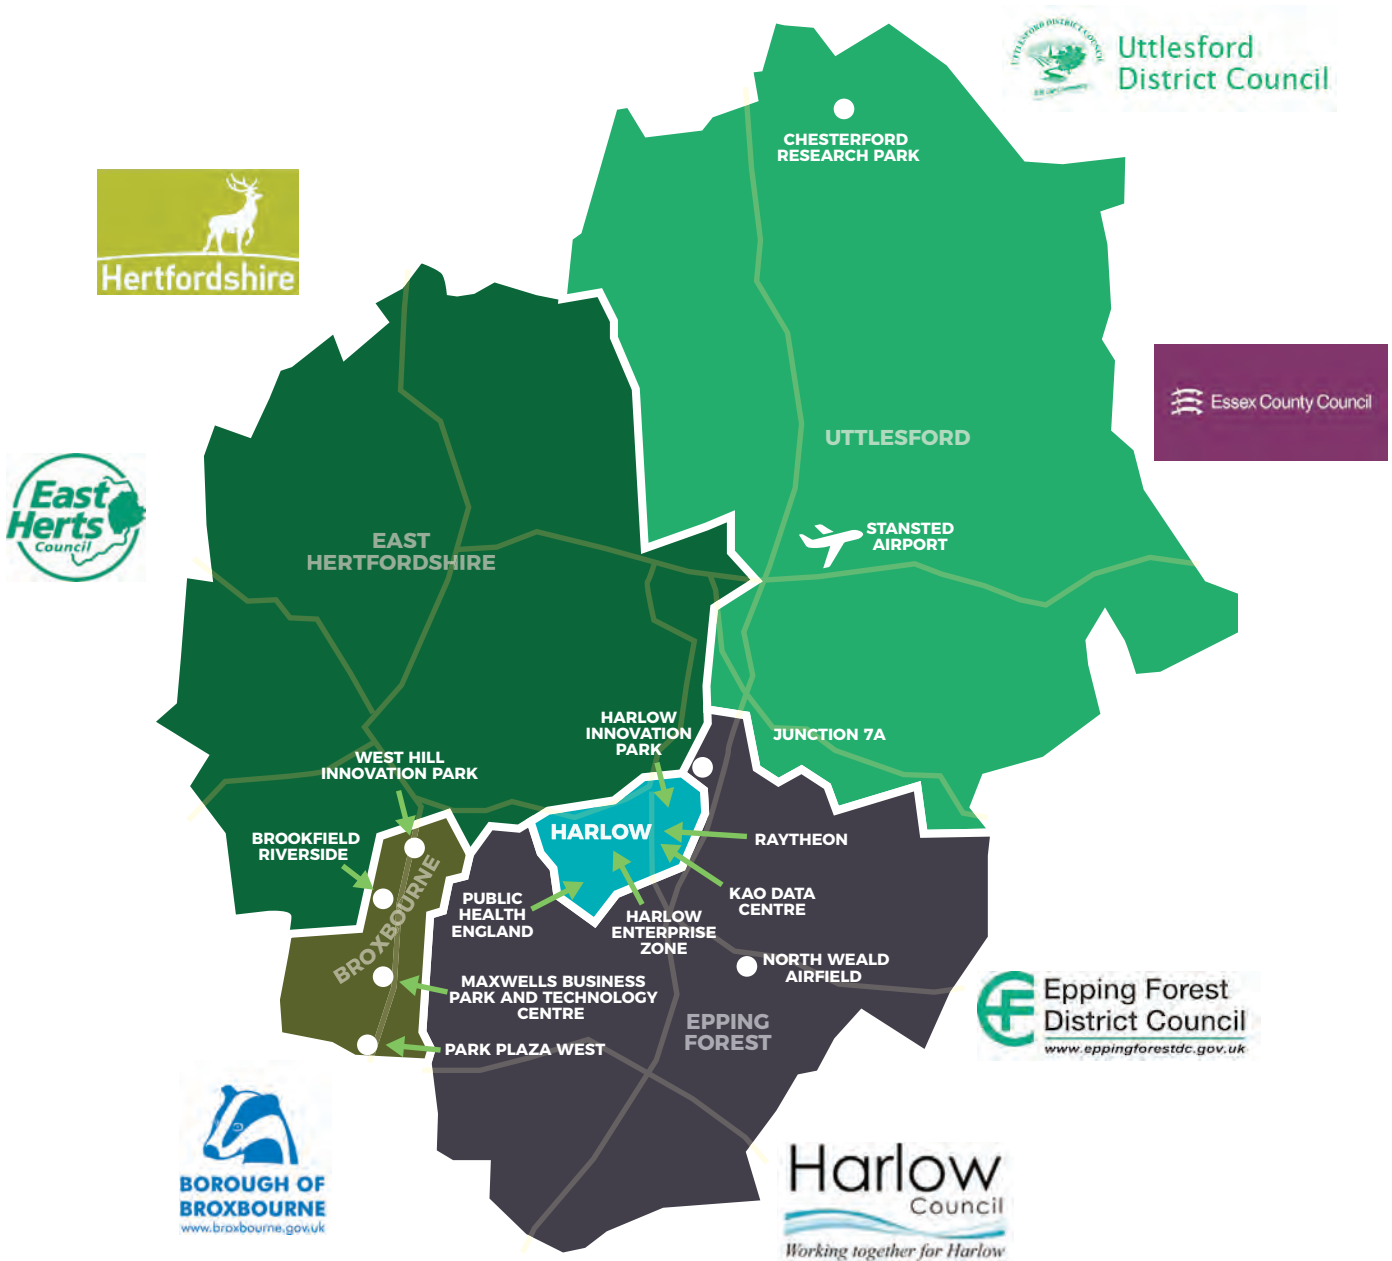 UTTLESFORD DISTRICT COUNCIL
Uttlesford
District Council
CHESTERFORD
RESEARCH PARK
Hertfordshire
Essex County Council
UTTLESFORD
East
Herts
Council
STANSTED
AIRPORT
EAST
HERTFORDSHIRE
HARLOW
INNOVATION
PARK
JUNCTION 7A
WEST HILL
INNOVATION PARK
HARLOW
BROOKFIELD
RIVERSIDE
RAYTHEON
BROXBOURNE
PUBLIC
HEALTH
ENGLAND
KAO DATA
CENTRE
HARLOW
ENTERPRISE
ZONE
NORTH WEALD
AIRFIELD
MAXWELLS BUSINESS
PARK AND TECHNOLOGY
CENTRE
EPPING
FOREST
PARK PLAZA WEST
Epping Forest
District Council
www.eppingforestdc.gov.uk
BOROUGH OF
BROXBOURNE
www.broxbourne.gov.uk
Harlow
Council
Working together for Harlow